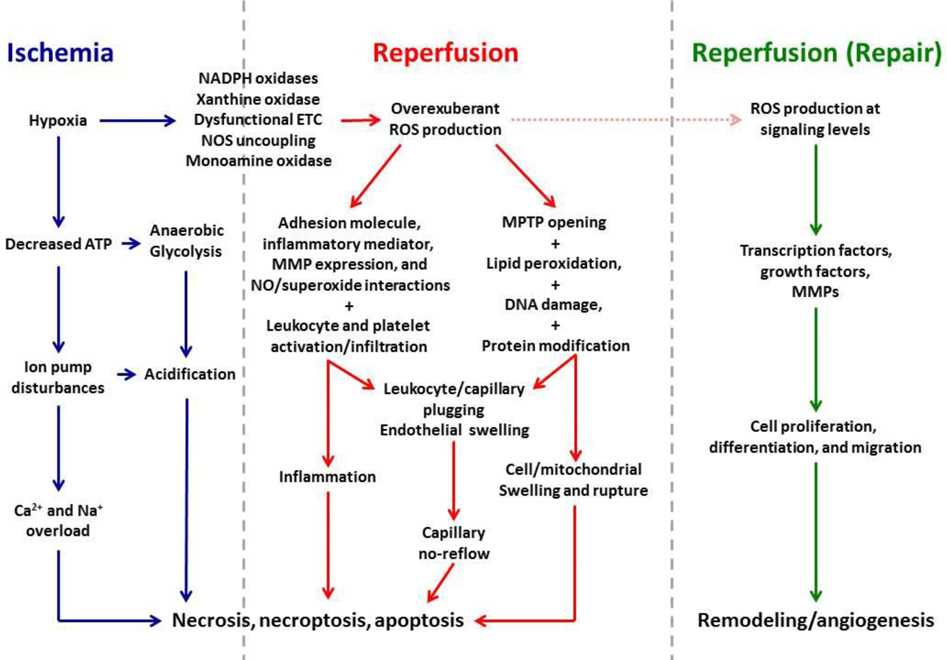 Ischemia
Reperfusion
Reperfusion (Repair)
Hypoxia
NADPH oxidases
Xanthine oxidase
Dysfunctional ETC
NOS uncoupling
Monoamine oxidase
Overexuberant
ROS production
ROS production at
signaling levels
Decreased ATP
Anaerobic
Glycolysis
Adhesion molecule,
inflammatory mediator,
MMP expression, and
NO/superoxide interactions
+
Leukocyte and platelet
activation/infiltration
MPTP opening
+
Lipid peroxidation,
+
DNA damage,
+
Protein modification
Transcription factors,
growth factors,
MMPs
Ion pump
disturbances
Acidification
Leukocyte/capillary
plugging
Endothelial swelling
Cell proliferation,
differentiation, and migration
Inflammation
Cell/mitochondrial
Swelling and rupture
Ca²⁺ and Na⁺
overload
Capillary
no-reflow
Necrosis, necroptosis, apoptosis
Remodeling/angiogenesis